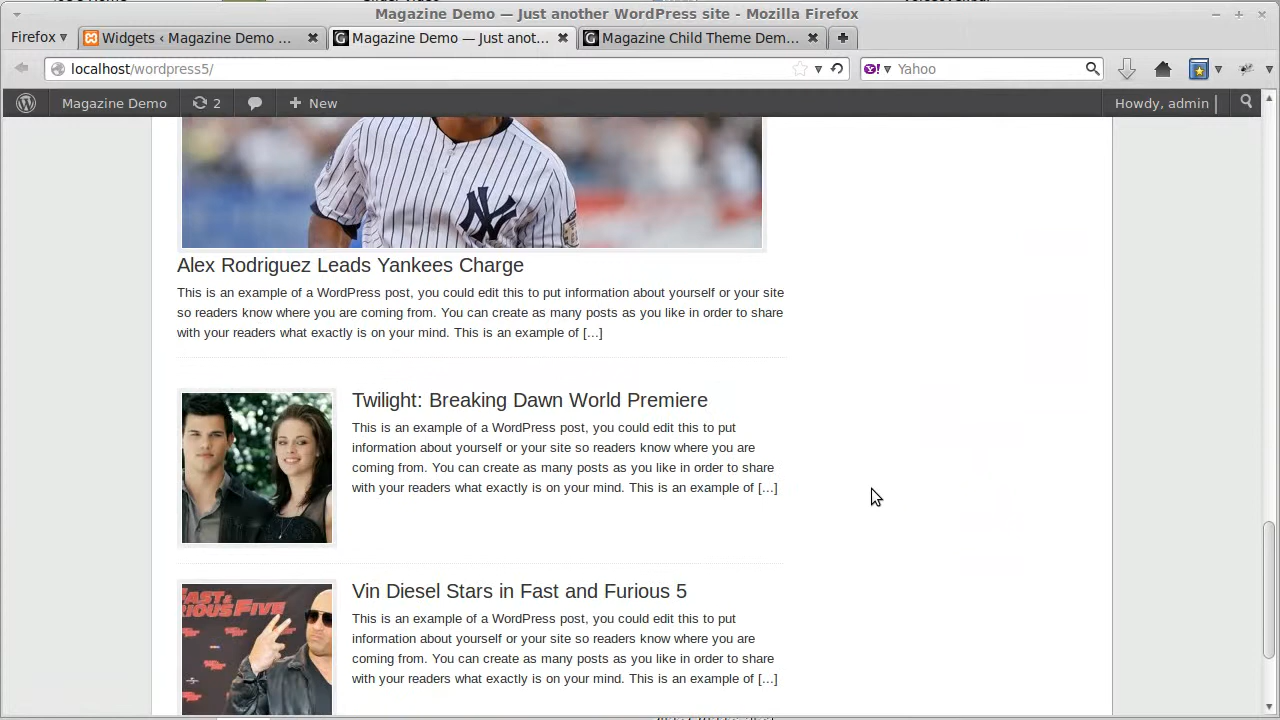 Magazine Demo — Just another WordPress site - Mozilla Firefox
Firefox
Widgets ‹ Magazine Demo ...
Magazine Demo — Just anot...
Magazine Child Theme Dem...
localhost/wordpress5/
Yahoo
Magazine Demo
2
New
Howdy, admin
NY
Alex Rodriguez Leads Yankees Charge
This is an example of a WordPress post, you could edit this to put information about yourself or your site
so readers know where you are coming from. You can create as many posts as you like in order to share
with your readers what exactly is on your mind. This is an example of [...]
Twilight: Breaking Dawn World Premiere
This is an example of a WordPress post, you could edit this to put
information about yourself or your site so readers know where you are
coming from. You can create as many posts as you like in order to share
with your readers what exactly is on your mind. This is an example of [...]
Vin Diesel Stars in Fast and Furious 5
This is an example of a WordPress post, you could edit this to put
information about yourself or your site so readers know where you are
coming from. You can create as many posts as you like in order to share
with your readers what exactly is on your mind. This is an example of [...]